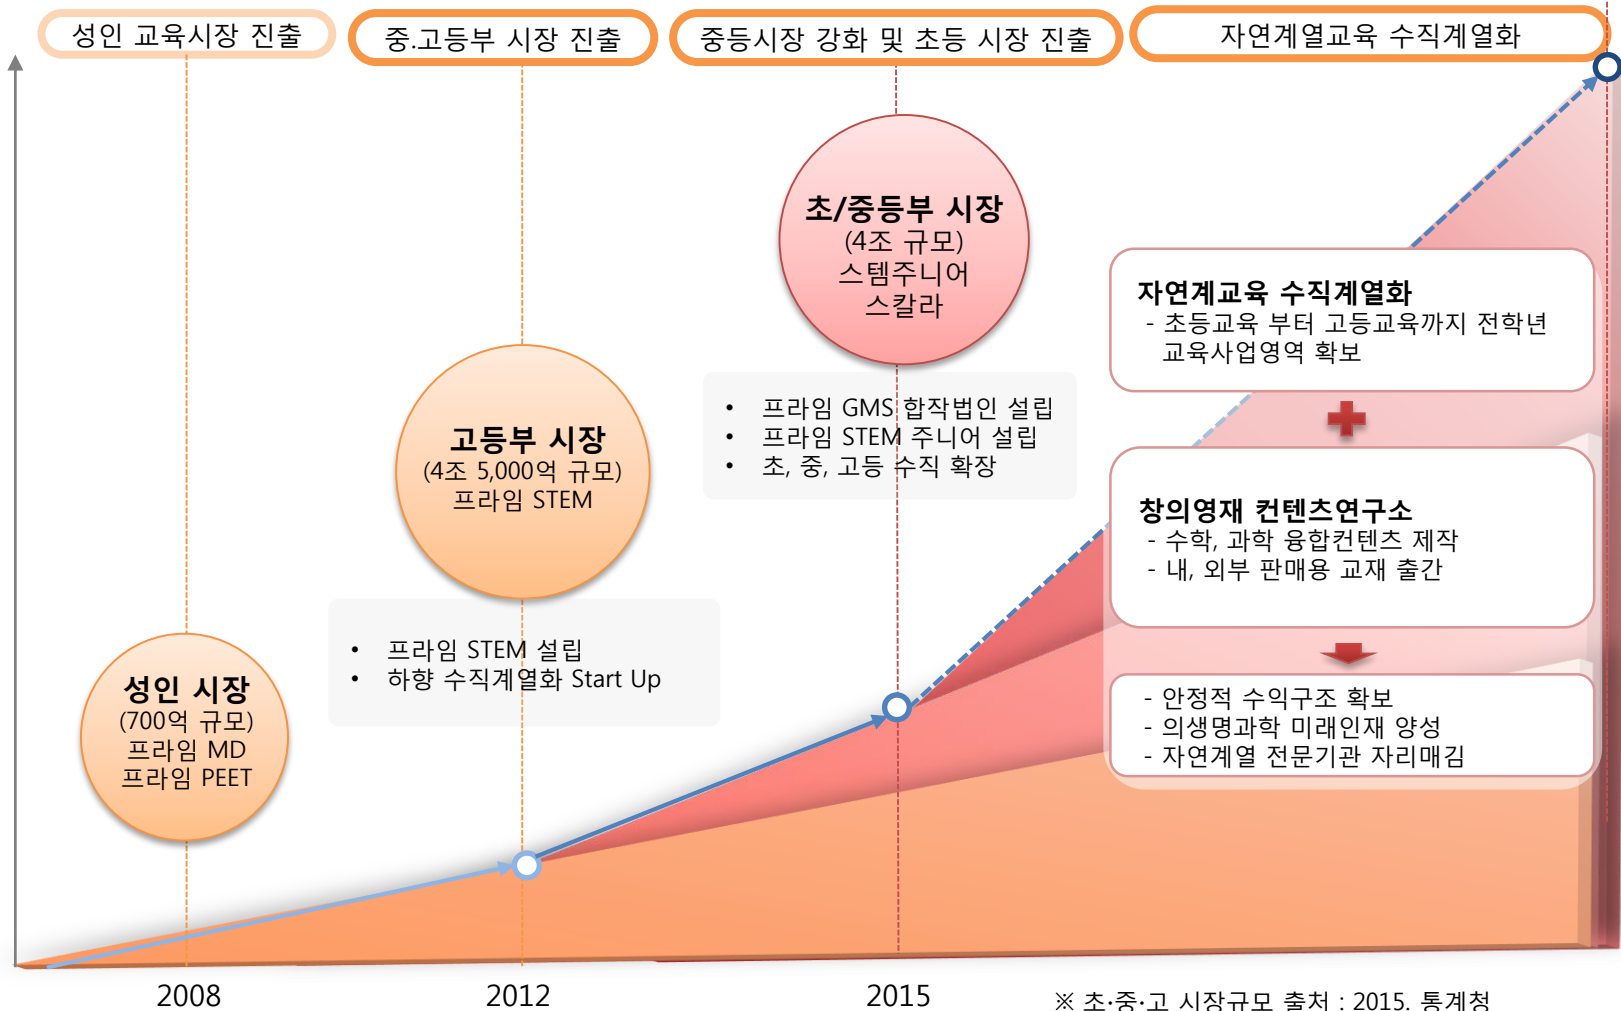 성인 교육시장 진출
중.고등부 시장 진출
중등시장 강화 및 초등 시장 진출
자연계열교육 수직계열화
초/중등부 시장
(4조 규모)
스템주니어
스칼라
자연계교육 수직계열화
- 초등교육 부터 고등교육까지 전학년
교육사업영역 확보
• 프라임 GMS 합작법인 설립
• 프라임 STEM 주니어 설립
• 초, 중, 고등 수직 확장
고등부 시장
(4조 5,000억 규모)
프라임 STEM
창의영재 컨텐츠연구소
- 수학, 과학 융합컨텐츠 제작
- 내, 외부 판매용 교재 출간
• 프라임 STEM 설립
• 하향 수직계열화 Start Up
성인 시장
(700억 규모)
프라임 MD
프라임 PEET
- 안정적 수익구조 확보
- 의생명과학 미래인재 양성
- 자연계열 전문기관 자리매김
2008
2012
2015
※ 초·중·고 시장규모 출처 : 2015. 통계청